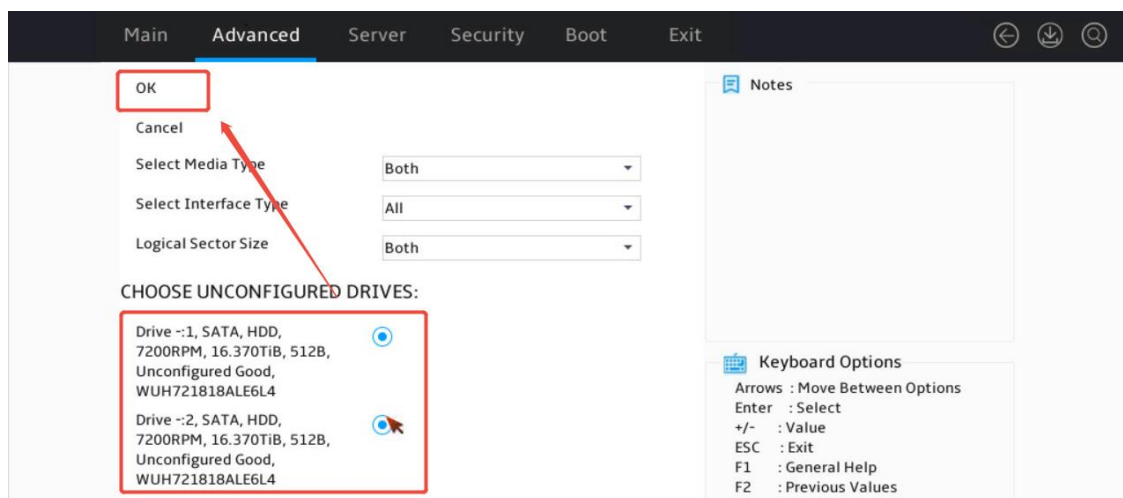 Main Advanced Server Security Boot Exit
OK
Cancel
Select Media Type Both
Select Interface Type All
Logical Sector Size Both
CHOOSE UNCONFIGURED DRIVES:
Drive -:1, SATA, HDD,
7200RPM, 16.370TiB, 512B,
Unconfigured Good,
WUH721818ALE6L4
Drive -:2, SATA, HDD,
7200RPM, 16.370TiB, 512B,
Unconfigured Good,
WUH721818ALE6L4
Notes
Keyboard Options
Arrows : Move Between Options
Enter : Select
+/- : Value
ESC : Exit
F1 : General Help
F2 : Previous Values